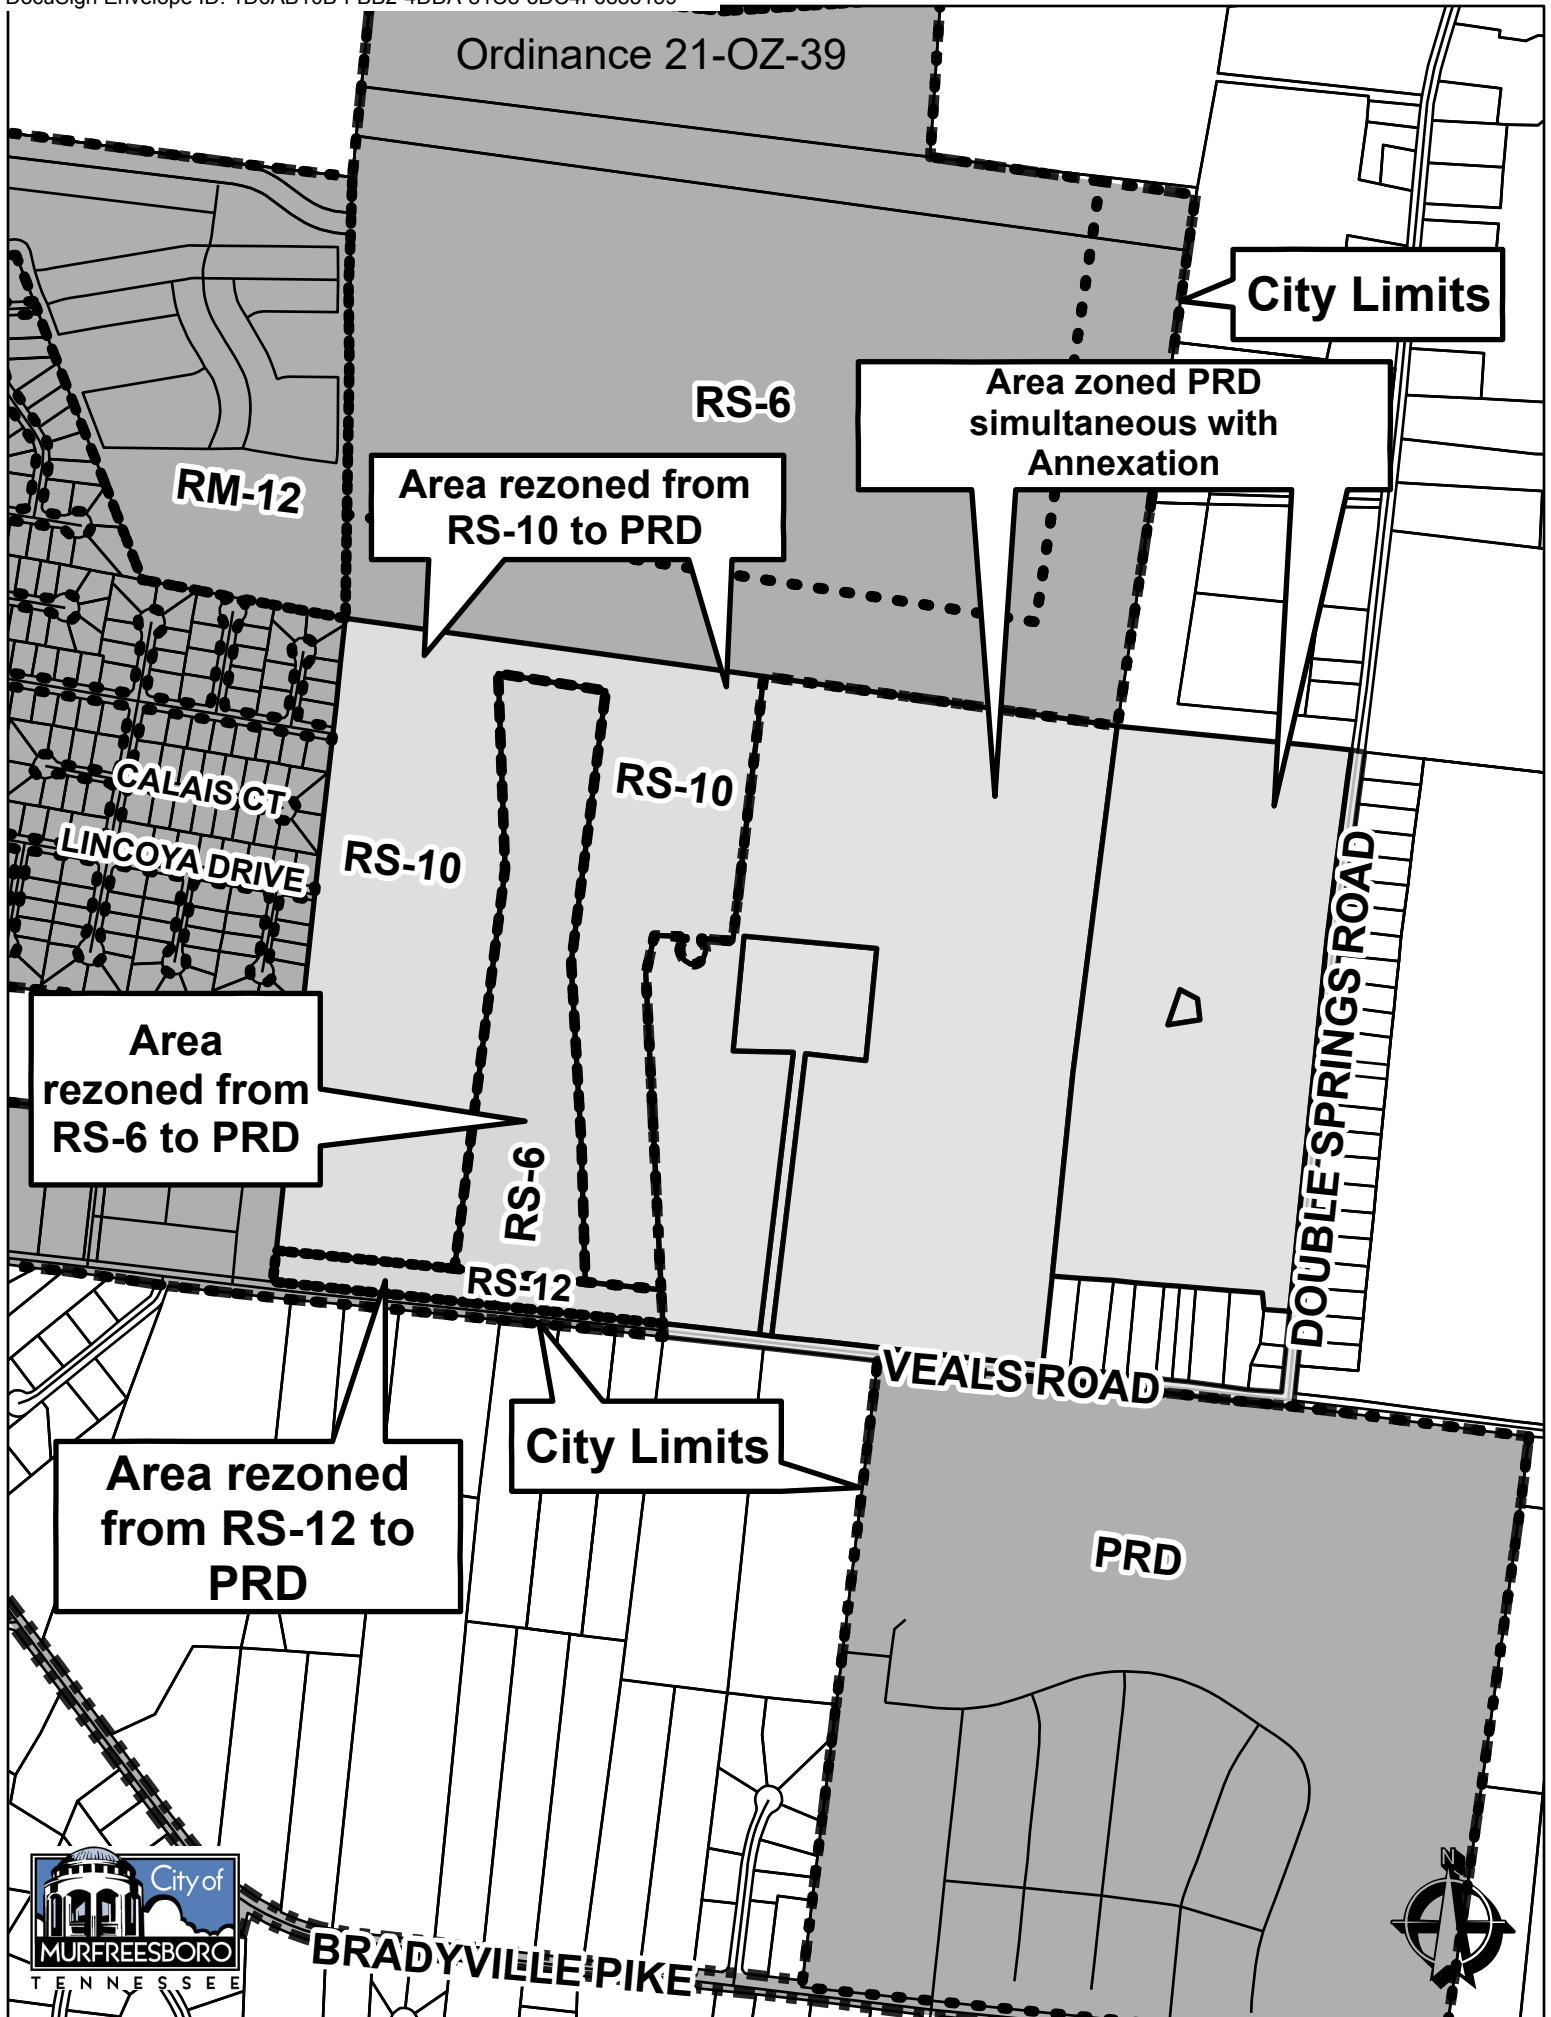 Ordinance 21-OZ-39
City Limits
RS-6
Area zoned PRD
simultaneous with
Annexation
RM-12
Area rezoned from
RS-10 to PRD
RS-10
CALAIS CT
LINCOYA DRIVE
RS-10
DOUBLE SPRINGS ROAD
Area
rezoned from
RS-6 to PRD
RS-6
RS-12
VEALS ROAD
City Limits
Area rezoned
from RS-12 to
PRD
PRD
N
City of
MURFREESBORO
TENNESSEE
BRADYVILLE PIKE